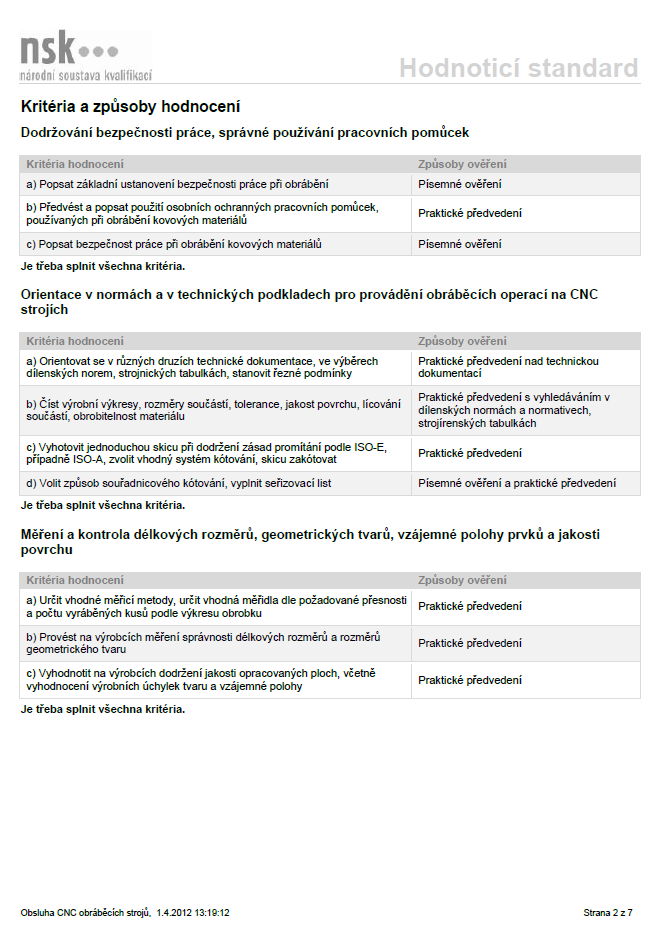 nsk
národní soustava kvalifikací
Hodnoticí standard
Kritéria a způsoby hodnocení
Dodržování bezpečnosti práce, správné používání pracovních pomůcek
Kritéria hodnocení
Způsoby ověření
a) Popsat základní ustanovení bezpečnosti práce při obrábění
Písemné ověření
b) Předvést a popsat použití osobních ochranných pracovních pomůcek,
používaných při obrábění kovových materiálů
Praktické předvedení
c) Popsat bezpečnost práce při obrábění kovových materiálů
Písemné ověření
Je třeba splnit všechna kritéria.
Orientace v normách a v technických podkladech pro provádění obráběcích operací na CNC
strojích
Kritéria hodnocení
Způsoby ověření
a) Orientovat se v různých druzích technické dokumentace, ve výběrech
dílenských norem, strojnických tabulkách, stanovit řezné podmínky
Praktické předvedení nad technickou
dokumentací
b) Číst výrobní výkresy, rozměry součástí, tolerance, jakost povrchu, lícování
součástí, obrobitelnost materiálu
Praktické předvedení s vyhledáváním v
dílenských normách a normativech,
strojírenských tabulkách
c) Vyhotovit jednoduchou skicu při dodržení zásad promítání podle ISO-E,
případně ISO-A, zvolit vhodný systém kótování, skicu zakótovat
Praktické předvedení
d) Volit způsob souřadnicového kótování, vyplnit seřizovací list
Písemné ověření a praktické předvedení
Je třeba splnit všechna kritéria.
Měření a kontrola délkových rozměrů, geometrických tvarů, vzájemné polohy prvků a jakosti
povrchu
Kritéria hodnocení
Způsoby ověření
a) Určit vhodné měřicí metody, určit vhodná měřidla dle požadované přesnosti
a počtu vyráběných kusů podle výkresu obrobku
Praktické předvedení
b) Provést na výrobcích měření správnosti délkových rozměrů a rozměrů
geometrického tvaru
Praktické předvedení
c) Vyhodnotit na výrobcích dodržení jakosti opracovaných ploch, včetně
vyhodnocení výrobních úchylek tvaru a vzájemné polohy
Praktické předvedení
Je třeba splnit všechna kritéria.
Obsluha CNC obráběcích strojů, 1.4.2012 13:19:12
Strana 2 z 7